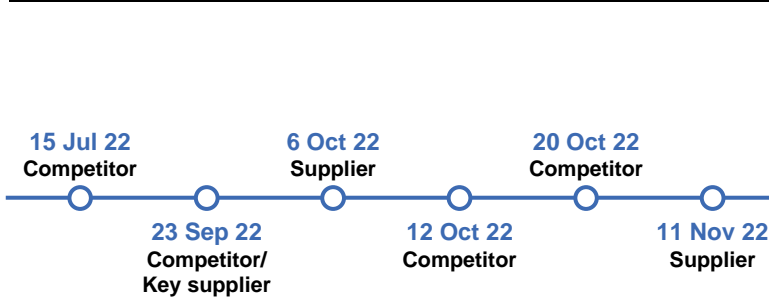 15 Jul 22
Competitor
6 Oct 22
Supplier
20 Oct 22
Competitor
23 Sep 22
Competitor/
Key supplier
12 Oct 22
Competitor
11 Nov 22
Supplier